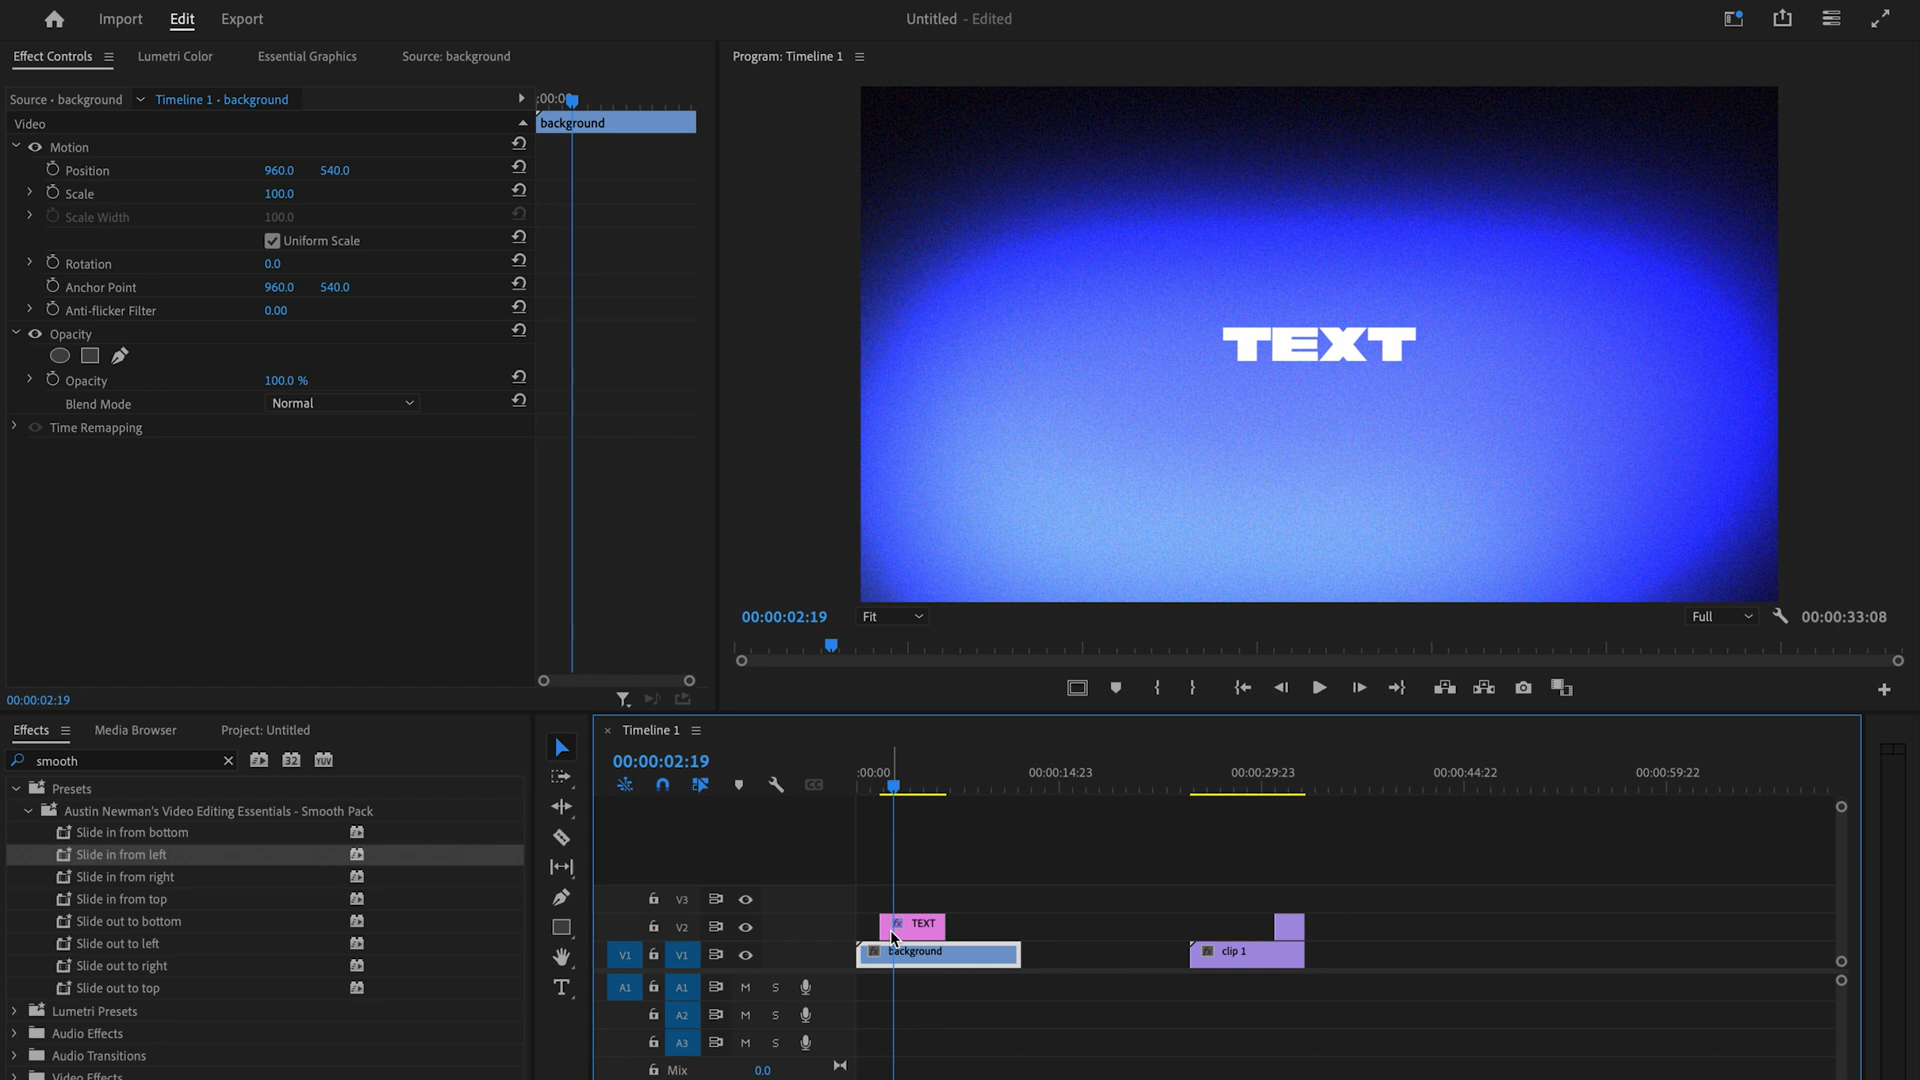 Import Edit Export Untitled - Edited
Effect Controls Lumetri Color Essential Graphics Source: background
Program: Timeline 1
Source • background Timeline 1 • background :00:00
Video background
Motion
Position 960.0 540.0
Scale 100.0
Scale Width 100.0
Uniform Scale
Rotation 0.0
Anchor Point 960.0 540.0
Anti-flicker Filter 0.00
Opacity
Opacity 100.0 %
Blend Mode Normal
Time Remapping
TEXT
00:00:02:19 Fit Full 00:00:33:08
00:00:02:19
Effects Media Browser Project: Untitled
smooth 32 YUV
Presets
Austin Newman's Video Editing Essentials - Smooth Pack
Slide in from bottom
Slide in from left
Slide in from right
Slide in from top
Slide out to bottom
Slide out to left
Slide out to right
Slide out to top
Lumetri Presets
Audio Effects
Audio Transitions
Video Effects
× Timeline 1
00:00:02:19
:00:00 00:00:14:23 00:00:29:23 00:00:44:22 00:00:59:22
CC
V3
V2 fx TEXT
V1 V1 fx background fx clip 1
A1 A1 M S
A2 M S
A3 M S
Mix 0.0
T